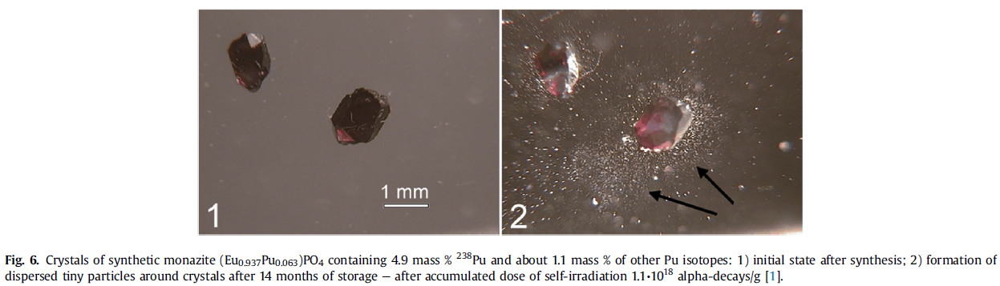 1
1 mm
2
Fig. 6. Crystals of synthetic monazite (Eu0.937Pu0.063)PO4 containing 4.9 mass % 238Pu and about 1.1 mass % of other Pu isotopes: 1) initial state after synthesis; 2) formation of
dispersed tiny particles around crystals after 14 months of storage – after accumulated dose of self-irradiation 1.1·10¹⁸ alpha-decays/g [1].